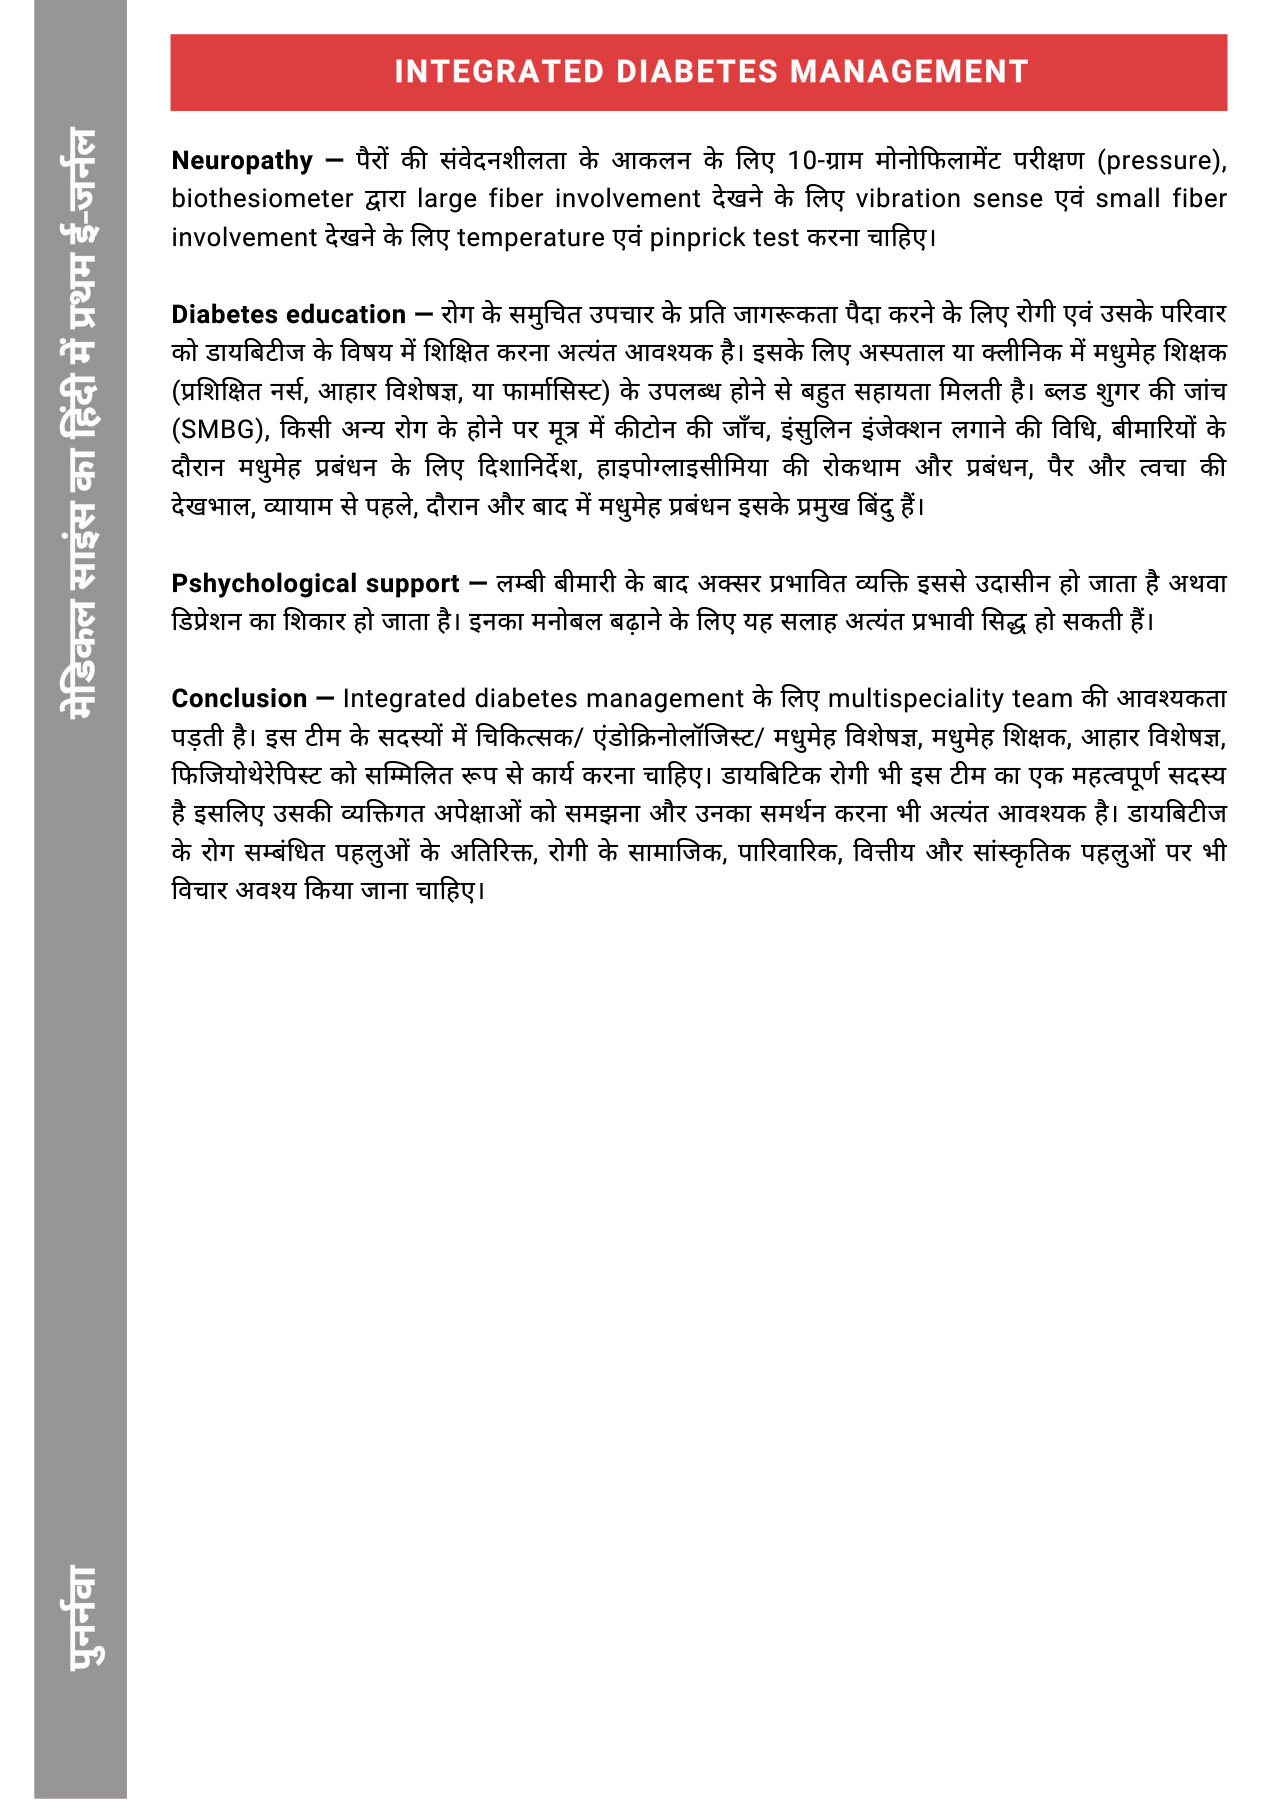 INTEGRATED DIABETES MANAGEMENT
Neuropathy — पैरों की संवेदनशीलता के आकलन के लिए 10-ग्राम मोनोफिलामेंट परीक्षण (pressure),
biothesiometer द्वारा large fiber involvement देखने के लिए vibration sense एवं small fiber
involvement देखने के लिए temperature एवं pinprick test करना चाहिए।
Diabetes education — रोग के समुचित उपचार के प्रति जागरूकता पैदा करने के लिए रोगी एवं उसके परिवार
को डायबिटीज के विषय में शिक्षित करना अत्यंत आवश्यक है। इसके लिए अस्पताल या क्लीनिक में मधुमेह शिक्षक
(प्रशिक्षित नर्स, आहार विशेषज्ञ, या फार्मासिस्ट) के उपलब्ध होने से बहुत सहायता मिलती है। ब्लड शुगर की जांच
(SMBG), किसी अन्य रोग के होने पर मूत्र में कीटोन की जाँच, इंसुलिन इंजेक्शन लगाने की विधि, बीमारियों के
दौरान मधुमेह प्रबंधन के लिए दिशानिर्देश, हाइपोग्लाइसीमिया की रोकथाम और प्रबंधन, पैर और त्वचा की
देखभाल, व्यायाम से पहले, दौरान और बाद में मधुमेह प्रबंधन इसके प्रमुख बिंदु हैं।
Pshychological support — लम्बी बीमारी के बाद अक्सर प्रभावित व्यक्ति इससे उदासीन हो जाता है अथवा
डिप्रेशन का शिकार हो जाता है। इनका मनोबल बढ़ाने के लिए यह सलाह अत्यंत प्रभावी सिद्ध हो सकती हैं।
Conclusion — Integrated diabetes management के लिए multispeciality team की आवश्यकता
पड़ती है। इस टीम के सदस्यों में चिकित्सक/ एंडोक्रिनोलॉजिस्ट/ मधुमेह विशेषज्ञ, मधुमेह शिक्षक, आहार विशेषज्ञ,
फिजियोथेरेपिस्ट को सम्मिलित रूप से कार्य करना चाहिए। डायबिटिक रोगी भी इस टीम का एक महत्वपूर्ण सदस्य
है इसलिए उसकी व्यक्तिगत अपेक्षाओं को समझना और उनका समर्थन करना भी अत्यंत आवश्यक है। डायबिटीज
के रोग सम्बंधित पहलुओं के अतिरिक्त, रोगी के सामाजिक, पारिवारिक, वित्तीय और सांस्कृतिक पहलुओं पर भी
विचार अवश्य किया जाना चाहिए।
मेडिकल साइंस का हिंदी में प्रथम ई-जर्नल
पुनर्नवा